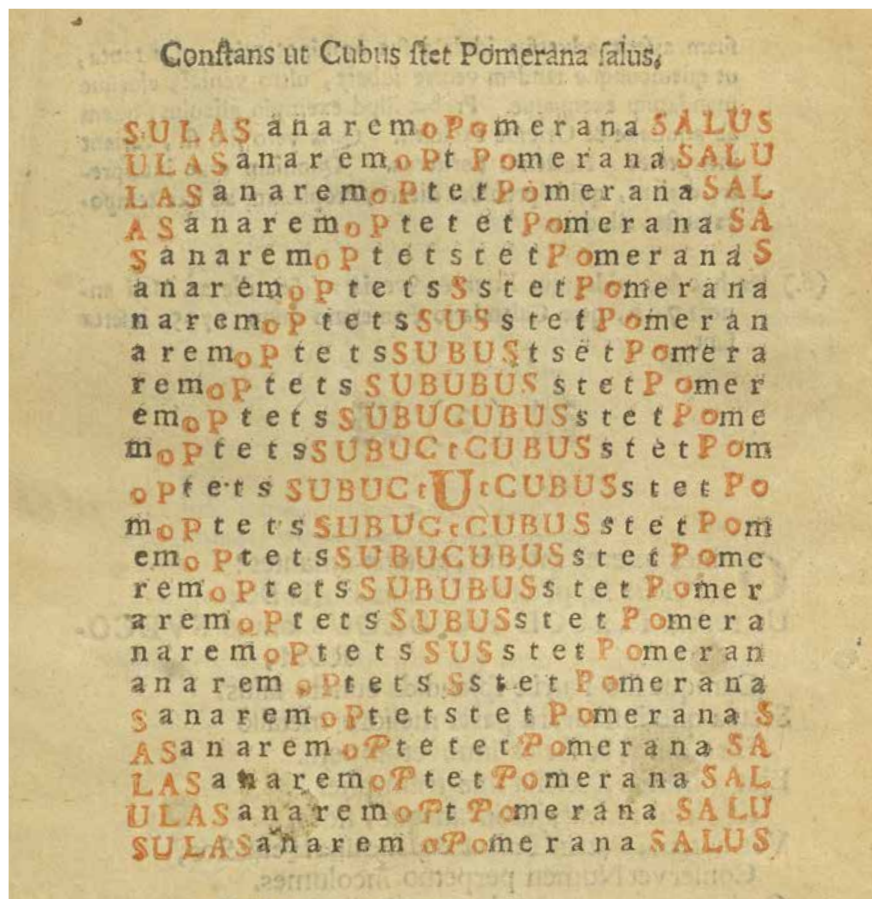 Conſtans ut Cubus ſtet Pomerana ſalus,
SULASanaremoPomeranaSALUS
ULASanaremoPtPomeranaSALU
LASanaremoPtetPomeranaSAL
ASanaremoPtetetPomeranaSA
SanaremoPtetstetPomeranaS
anaremoPtetsSstetPomerana
naremoPtetsSUSstetPomeran
aremoPtetsSUBUStsetPomera
remoPtetsSUBUBUSstetPomer
emoPtetsSUBUCUBUSstetPome
moPtetsSUBUCtCUBUSstetPom
oPtetsSUBUCtUtCUBUSstetPo
moPtetsSUBUCtCUBUSstetPom
emoPtetsSUBUCUBUSstetPome
remoPtetsSUBUBUSstetPomer
aremoPtetsSUBUSstetPomera
naremoPtetsSUSstetPomeran
anaremoPtetsSstetPomerana
SanaremoPtetstetPomeranaS
ASanaremoPtetetPomeranaSA
LASanaremoPtetPomeranaSAL
ULASanaremoPtPomeranaSALU
SULASanaremoPomeranaSALUS